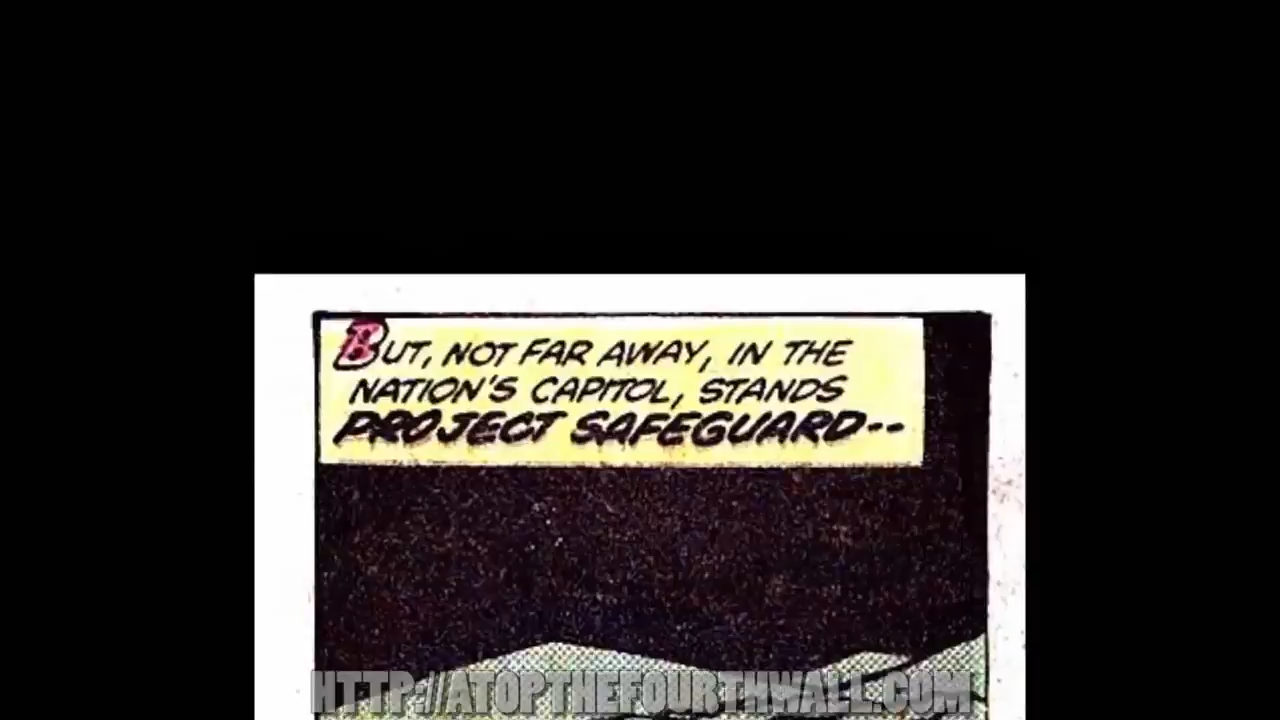 BUT, NOT FAR AWAY, IN THE
NATION'S CAPITOL, STANDS
PROJECT SAFEGUARD--
HTTP://ATOPTHEFOURTHWALL.COM